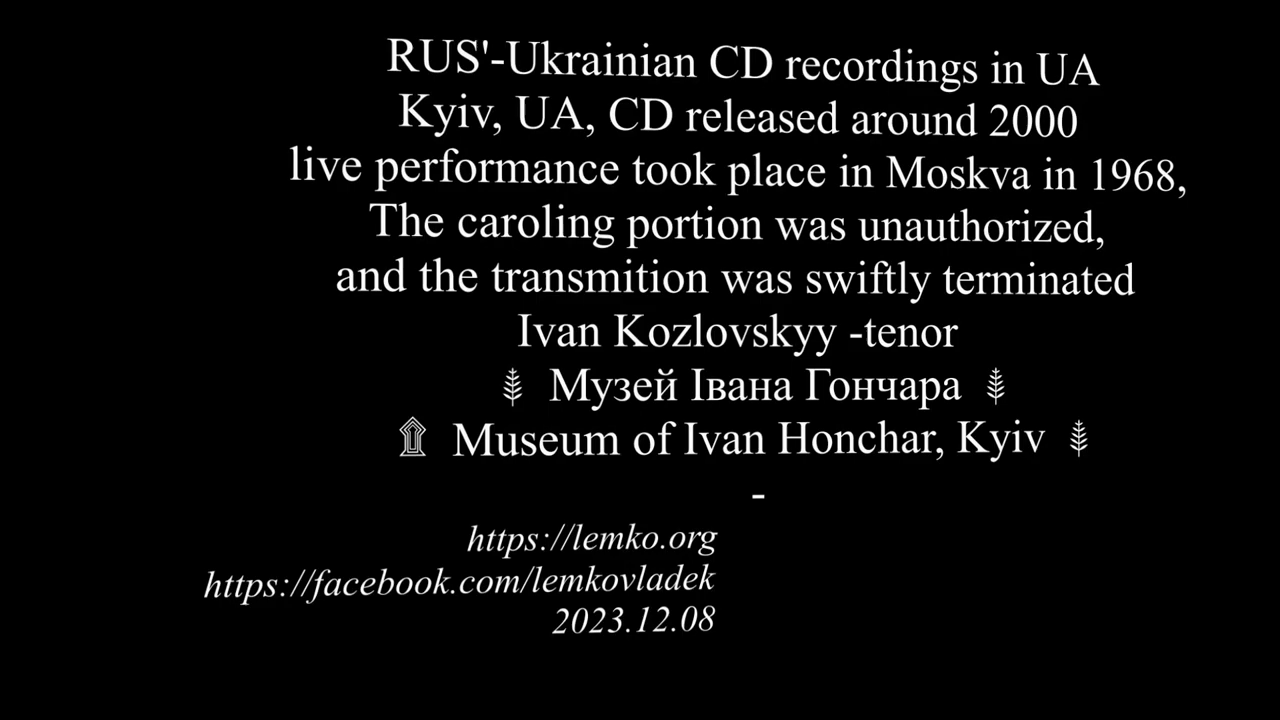 RUS'-Ukrainian CD recordings in UA
Kyiv, UA, CD released around 2000
live performance took place in Moskva in 1968,
The caroling portion was unauthorized,
and the transmition was swiftly terminated
Ivan Kozlovskyy -tenor
Музей Івана Гончара
Museum of Ivan Honchar, Kyiv
-
https://lemko.org
https://facebook.com/lemkovladek
2023.12.08